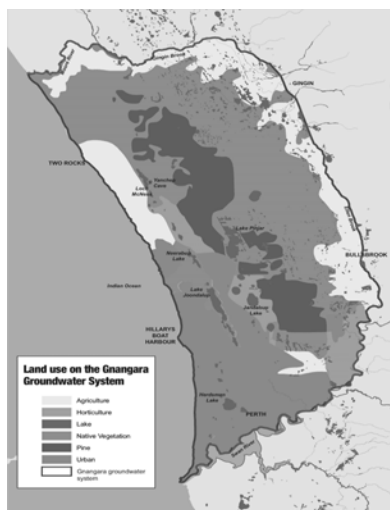 GINGIN
TWO ROCKS
Yanchep
Cave
Loch
McNess
Lake Pinjar
BULLSBROOK
Neerabup
Lake
Indian Ocean
Lake
Joondalup
Jandabup
Lake
HILLARYS
BOAT
HARBOUR
Land use on the Gnangara
Groundwater System
Agriculture
Horticulture
Lake
Native Vegetation
Pine
Urban
Gnangara groundwater
system
Herdsman
Lake
PERTH